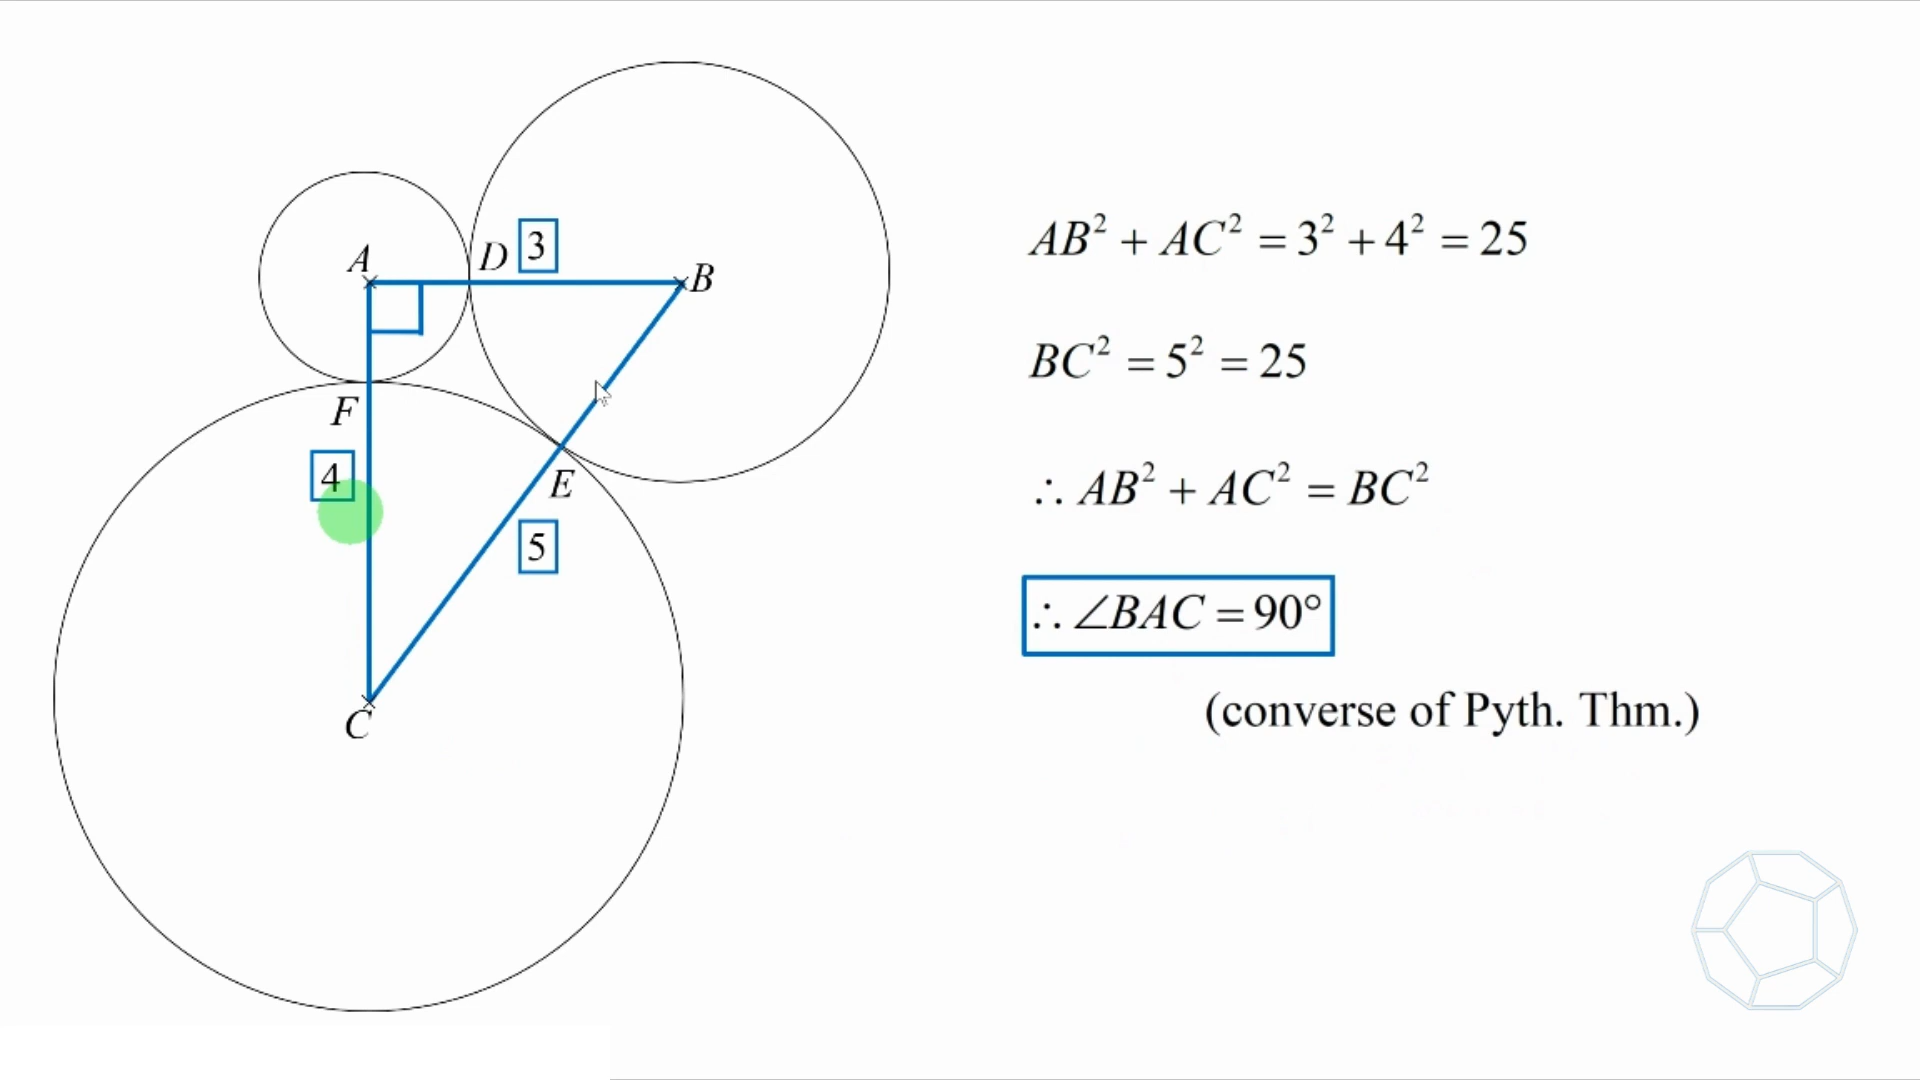 A
D
3
B
F
4
E
5
C
AB² + AC² = 3² + 4² = 25
BC² = 5² = 25
∴ AB² + AC² = BC²
∴ ∠BAC = 90°
(converse of Pyth. Thm.)